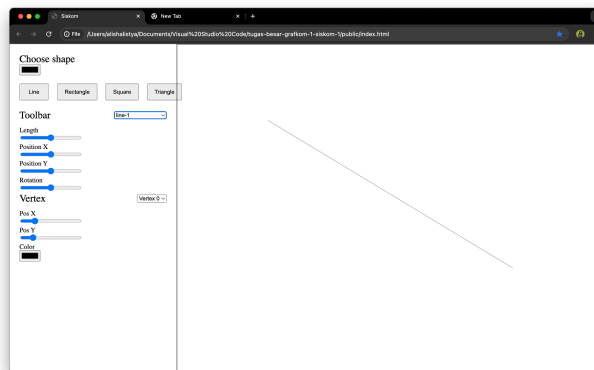 Siskom
New Tab
File /Users/alishalistya/Documents/Visual%20Studio%20Code/tugas-besar-grafkom-1-siskom-1/public/index.html
Choose shape
Line Rectangle Square Triangle
Toolbar line-1
Length
Position X
Position Y
Rotation
Vertex Vertex 0
Pos X
Pos Y
Color